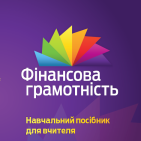 Фінансова
грамотність
Навчальний посібник
для вчителя